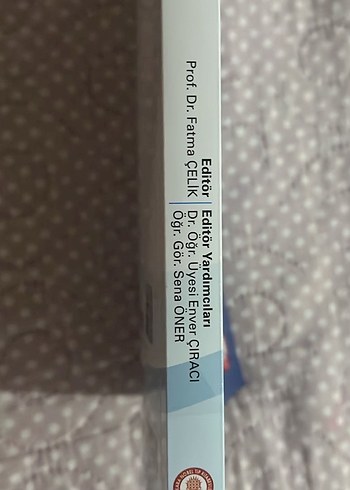 Editör
Prof. Dr. Fatma ÇELİK
Editör Yardımcıları
Dr. Öğr. Üyesi Enver ÇIRACI
Öğr. Gör. Sena ÖNER